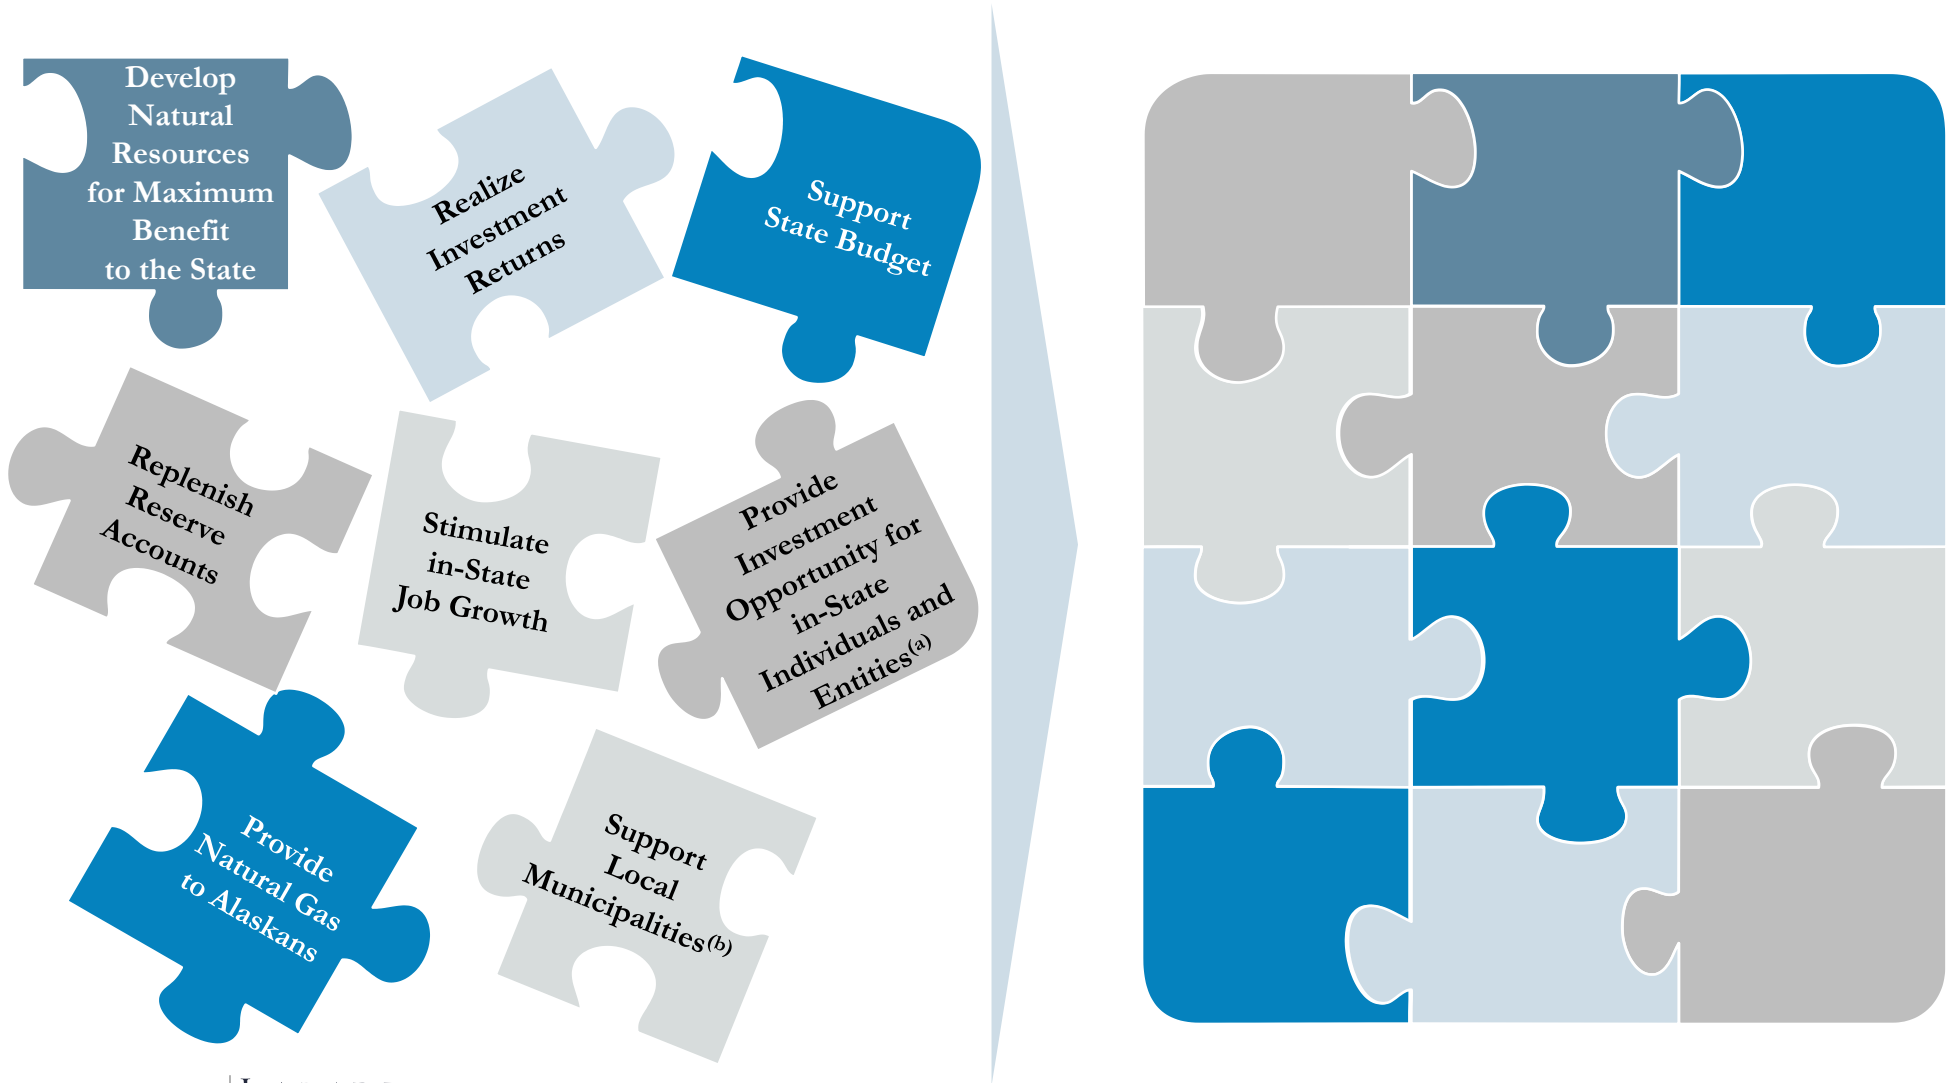 Develop
Natural
Resources
for Maximum
Benefit
to the State
Realize
Investment
Returns
Support
State Budget
Replenish
Reserve
Accounts
Stimulate
in-State
Job Growth
Provide
Investment
Opportunity for
in-State
Individuals and
Entities(a)
Provide
Natural Gas
to Alaskans
Support
Local
Municipalities(b)